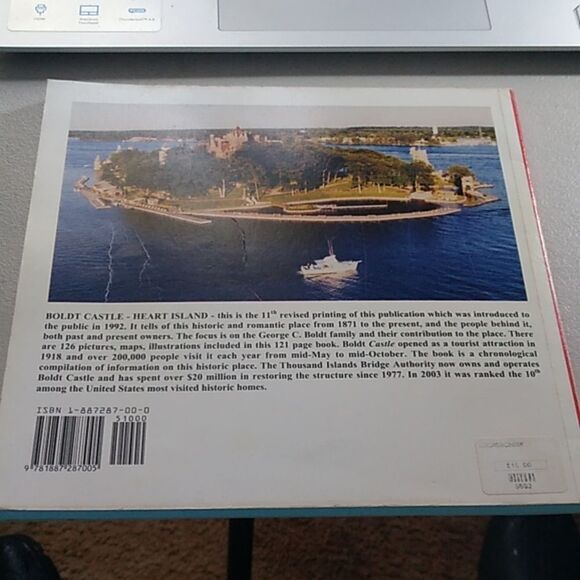 BOLDT CASTLE - HEART ISLAND - this is the 11th revised printing of this publication which was introduced
to the public in 1992. It tells of this historic and romantic place from 1871 to the present, and the people behind it,
both past and present owners. The focus is on the George C. Boldt family and their contribution to the place. There
are 126 pictures, maps, illustrations included in this 121 page book. Boldt Castle opened as a tourist attraction in
1918 and over 200,000 people visit it each year from mid-May to mid-October. The book is a chronological
compilation of information on this historic place. The Thousand Islands Bridge Authority now owns and operates
Boldt Castle and has spent over $20 million in restoring the structure since 1977. In 2003 it was ranked the 10th
among the United States most visited historic homes.
ISBN 1-887287-00-0
51000
9 781887 287005